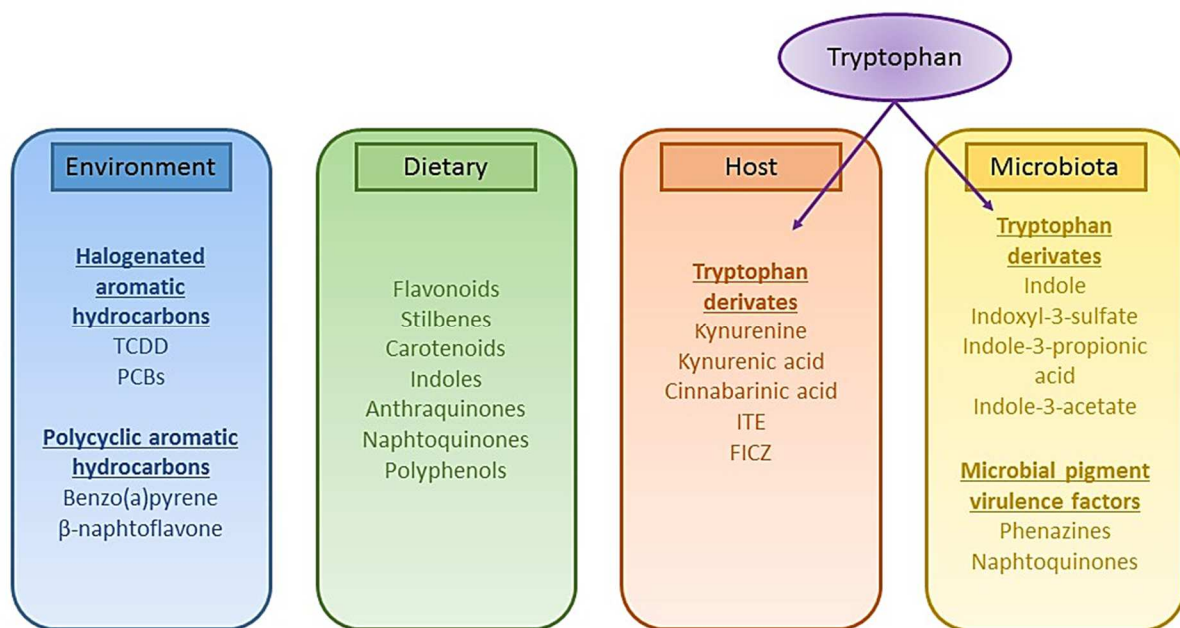 Tryptophan
Environment
Halogenated
aromatic
hydrocarbons
TCDD
PCBs
Polycyclic aromatic
hydrocarbons
Benzo(a)pyrene
β-naphtoflavone
Dietary
Flavonoids
Stilbenes
Carotenoids
Indoles
Anthraquinones
Naphtoquinones
Polyphenols
Host
Tryptophan
derivates
Kynurenine
Kynurenic acid
Cinnabarinic acid
ITE
FICZ
Microbiota
Tryptophan
derivates
Indole
Indoxyl-3-sulfate
Indole-3-propionic
acid
Indole-3-acetate
Microbial pigment
virulence factors
Phenazines
Naphtoquinones